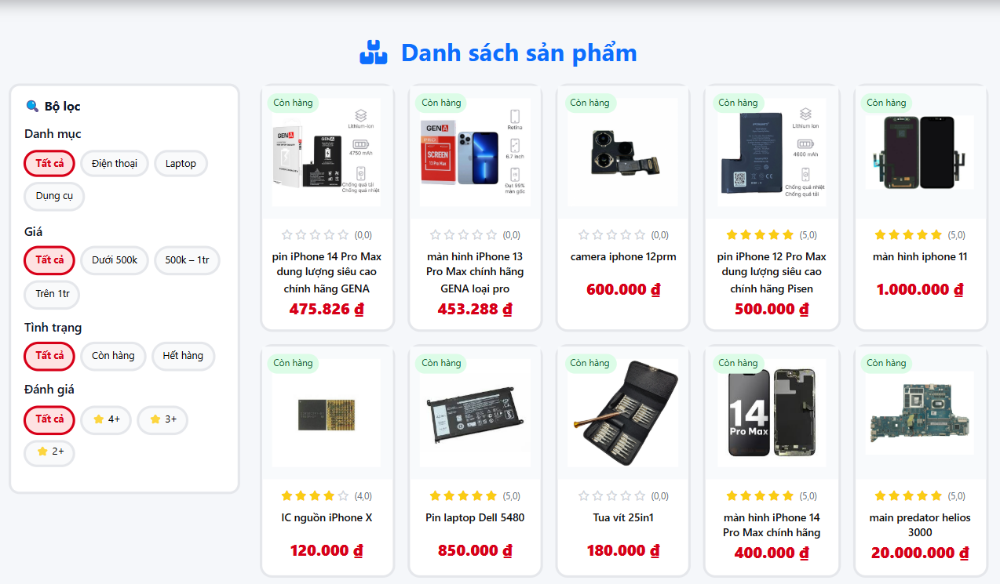 Danh sách sản phẩm
Bộ lọc
Danh mục
Tất cả
Điện thoại
Laptop
Dụng cụ
Giá
Tất cả
Dưới 500k
500k – 1tr
Trên 1tr
Tình trạng
Tất cả
Còn hàng
Hết hàng
Đánh giá
Tất cả
4+
3+
2+
Còn hàng
GENA
GENA
Lithium-ion
4750 mAh
Chống quá tải
Chống quá nhiệt
(0,0)
pin iPhone 14 Pro Max
dung lượng siêu cao
chính hãng GENA
475.826 ₫
Còn hàng
GENA
PRO
SCREEN
13 Pro Max
Retina
6.7 inch
Đạt 99%
màn gốc
(0,0)
màn hình iPhone 13
Pro Max chính hãng
GENA loại pro
453.288 ₫
Còn hàng
(0,0)
camera iphone 12prm
600.000 ₫
Còn hàng
Lithium ion
4600 mAh
Chống quá nhiệt
Chống quá tải
(5,0)
pin iPhone 12 Pro Max
dung lượng siêu cao
chính hãng Pisen
500.000 ₫
Còn hàng
(5,0)
màn hình iphone 11
1.000.000 ₫
Còn hàng
(4,0)
IC nguồn iPhone X
120.000 ₫
Còn hàng
(5,0)
Pin laptop Dell 5480
850.000 ₫
Còn hàng
(0,0)
Tua vít 25in1
180.000 ₫
Còn hàng
14
Pro Max
(5,0)
màn hình iPhone 14
Pro Max chính hãng
400.000 ₫
Còn hàng
(5,0)
main predator helios
3000
20.000.000 ₫